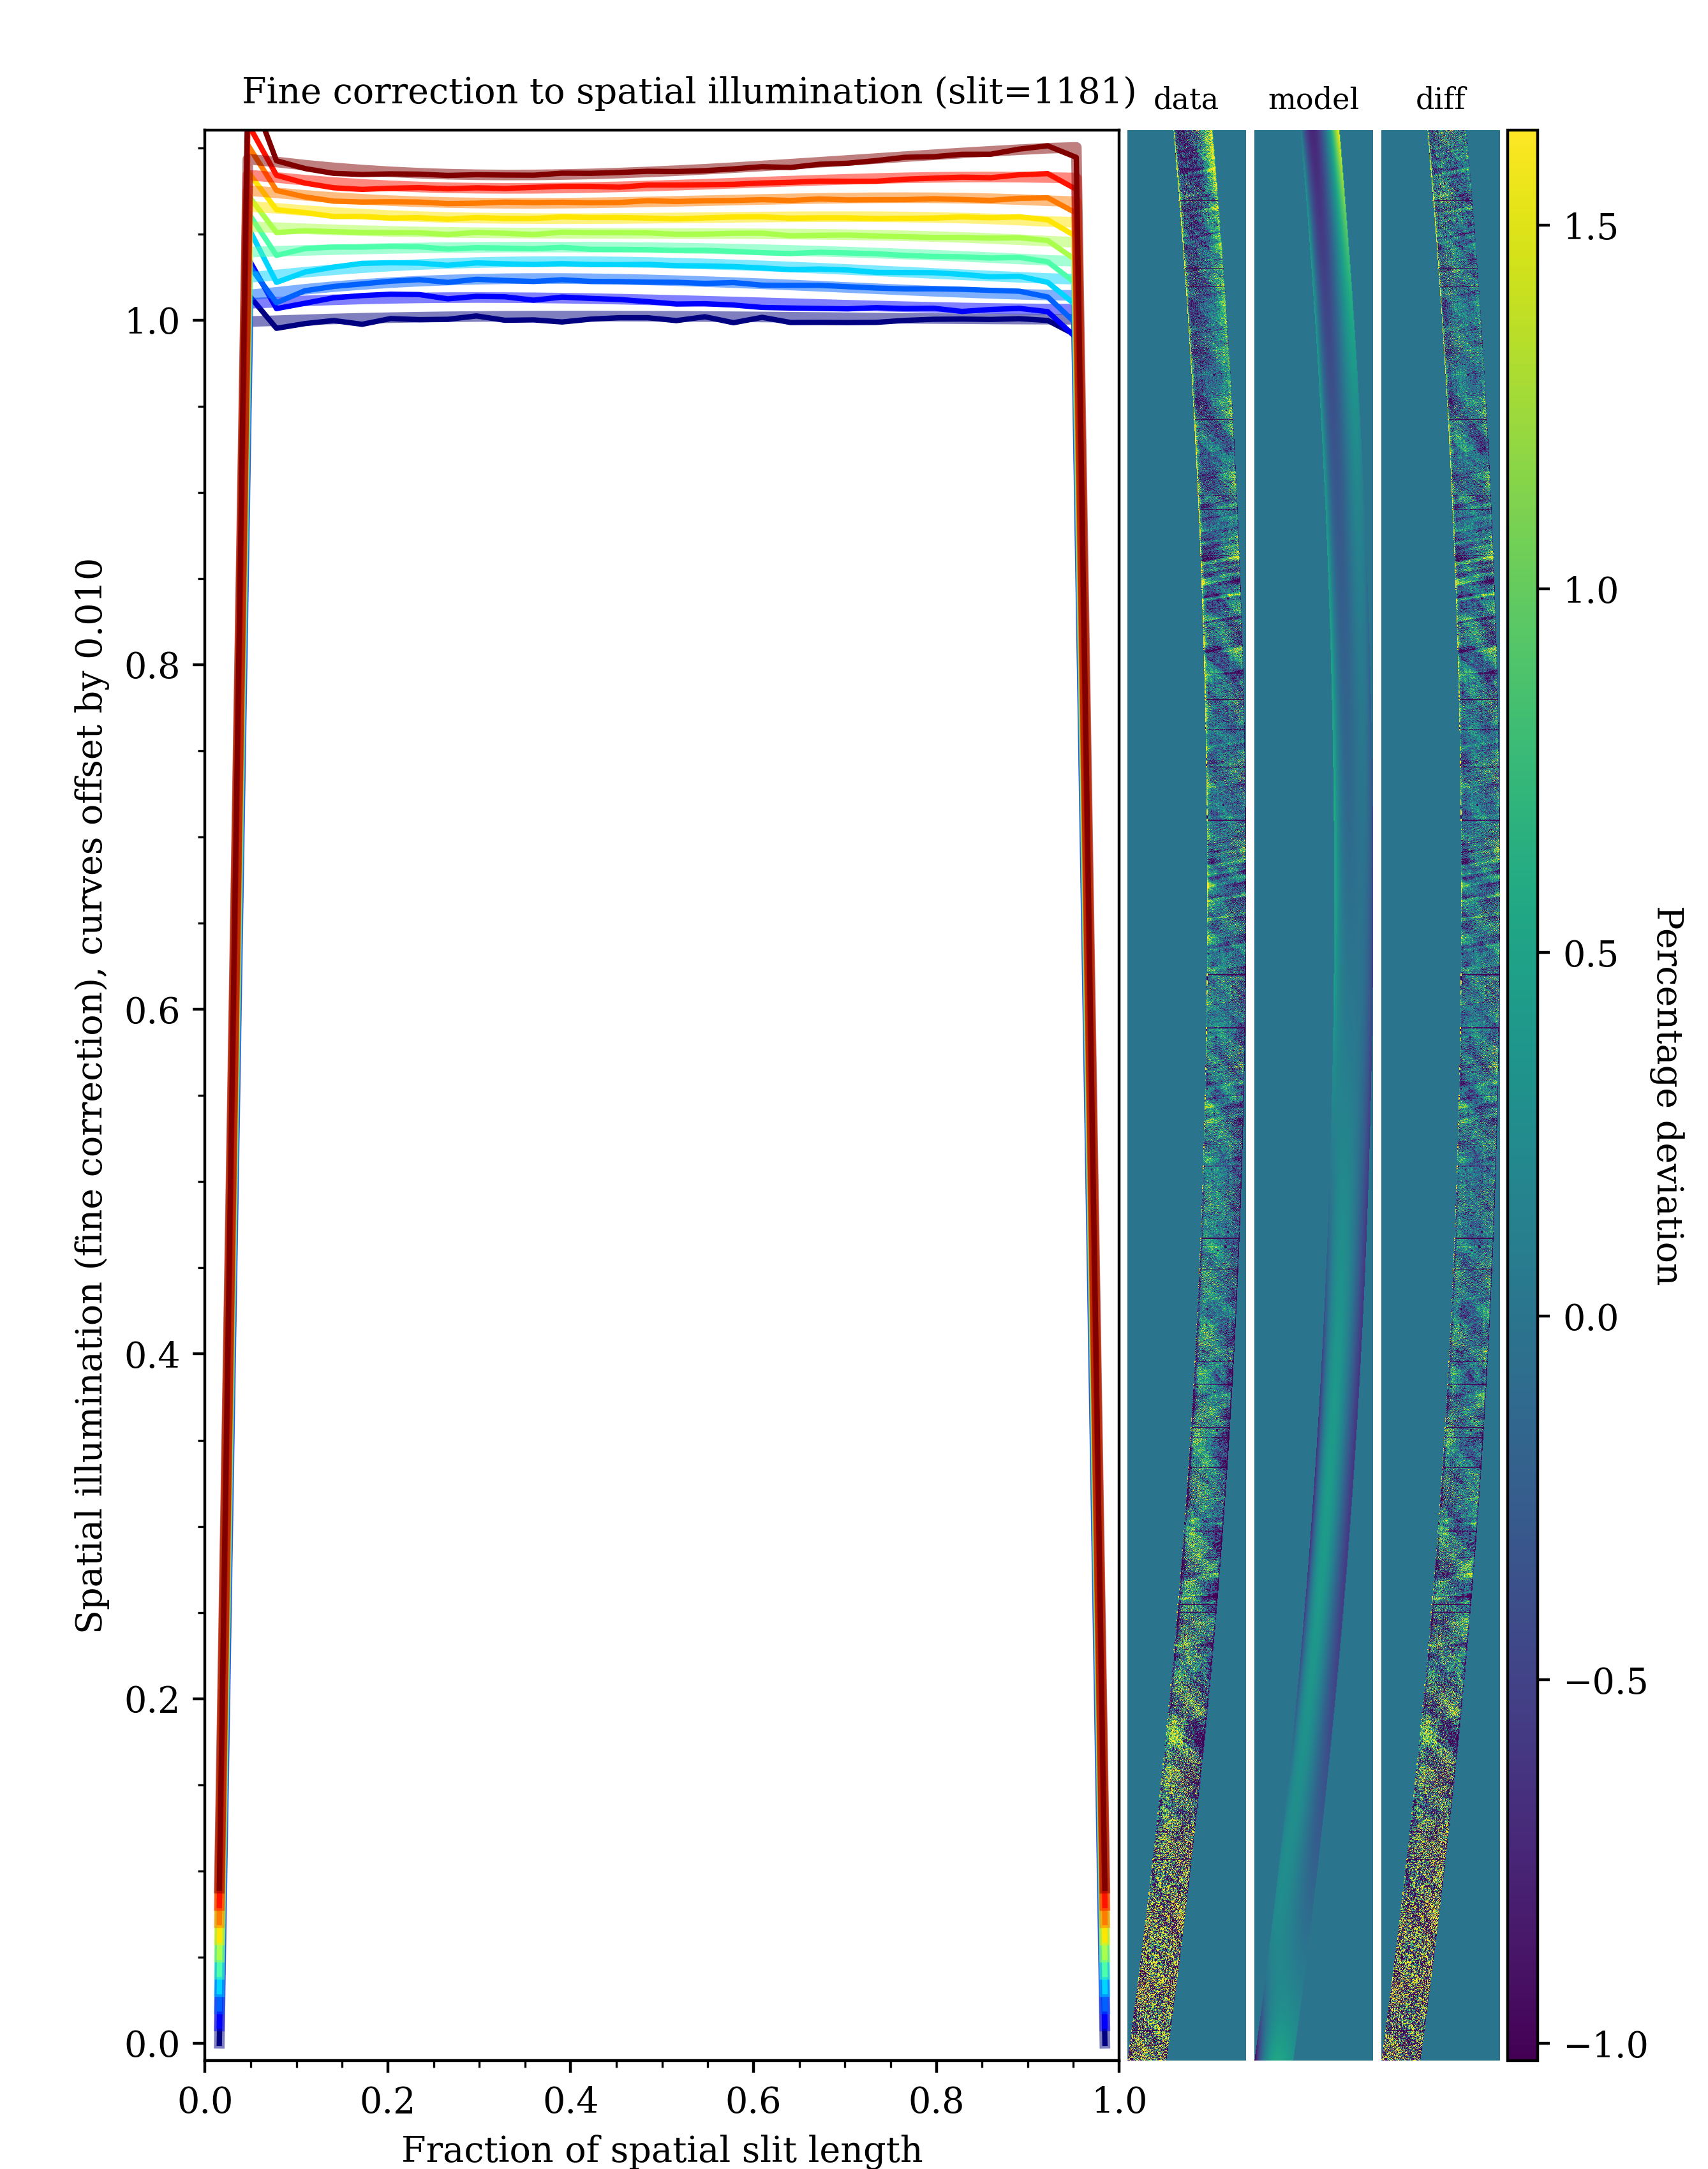 Fine correction to spatial illumination (slit=1181)
data
model
diff
Spatial illumination (fine correction), curves offset by 0.010
1.0
0.8
0.6
0.4
0.2
0.0
0.0
0.2
0.4
0.6
0.8
1.0
Fraction of spatial slit length
1.5
1.0
0.5
0.0
−0.5
−1.0
Percentage deviation